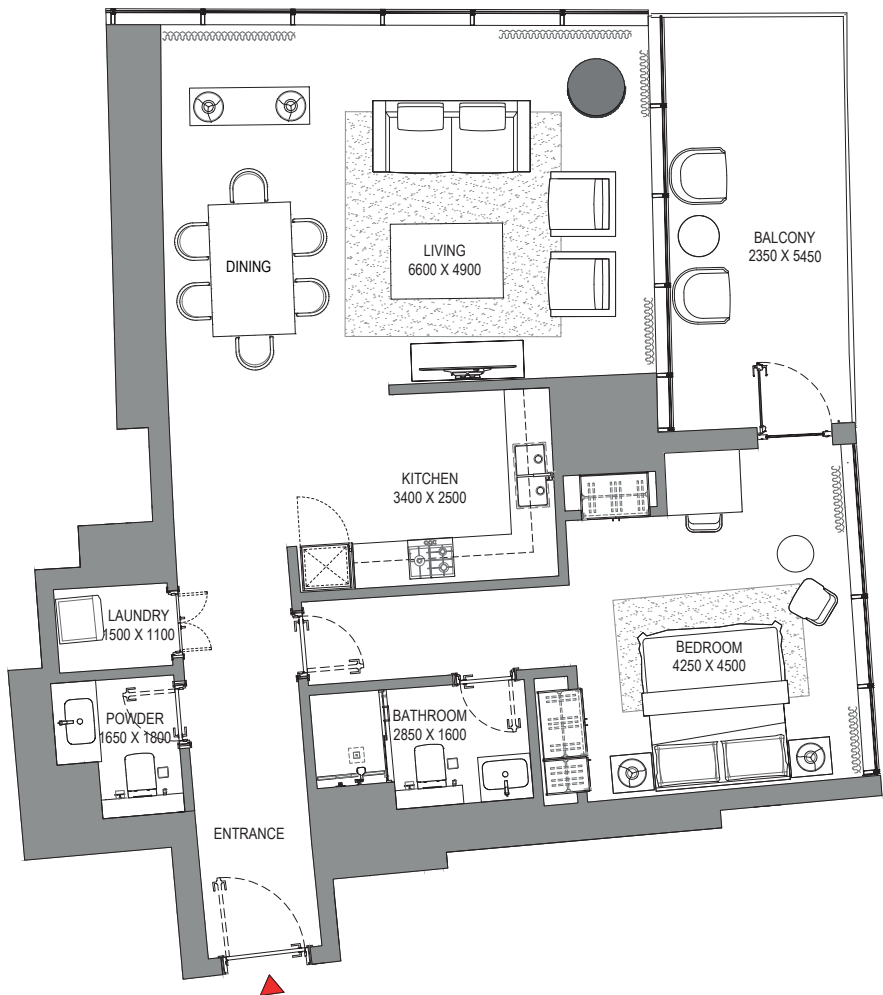 LIVING
6600 X 4900
BALCONY
2350 X 5450
DINING
KITCHEN
3400 X 2500
LAUNDRY
1500 X 1100
BEDROOM
4250 X 4500
POWDER
1650 X 1800
BATHROOM
2850 X 1600
ENTRANCE